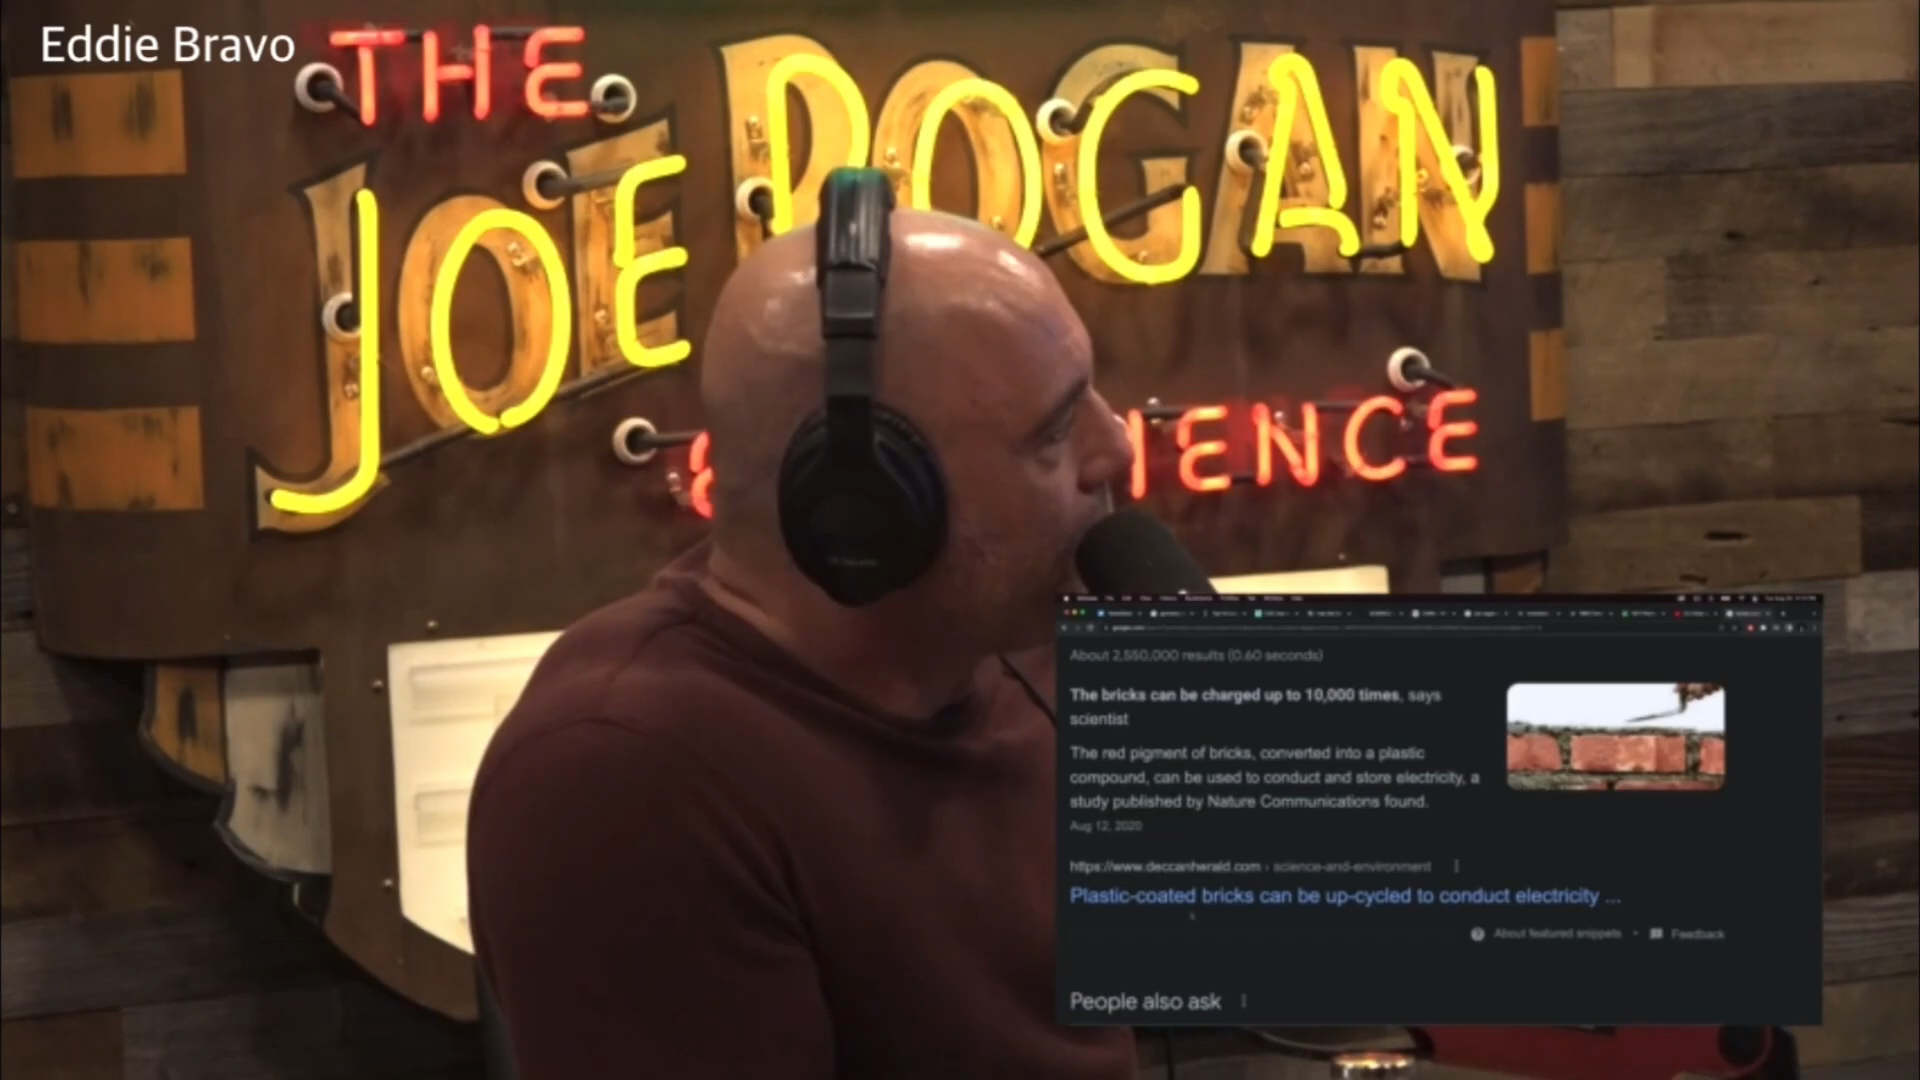 Eddie Bravo
THE
JOE ROGAN
IENCE
About 2,550,000 results (0.60 seconds)
The bricks can be charged up to 10,000 times, says
scientist
The red pigment of bricks, converted into a plastic
compound, can be used to conduct and store electricity, a
study published by Nature Communications found.
Aug 12, 2020
https://www.deccanherald.com › science-and-environment
Plastic-coated bricks can be up-cycled to conduct electricity ...
About featured snippets
Feedback
People also ask